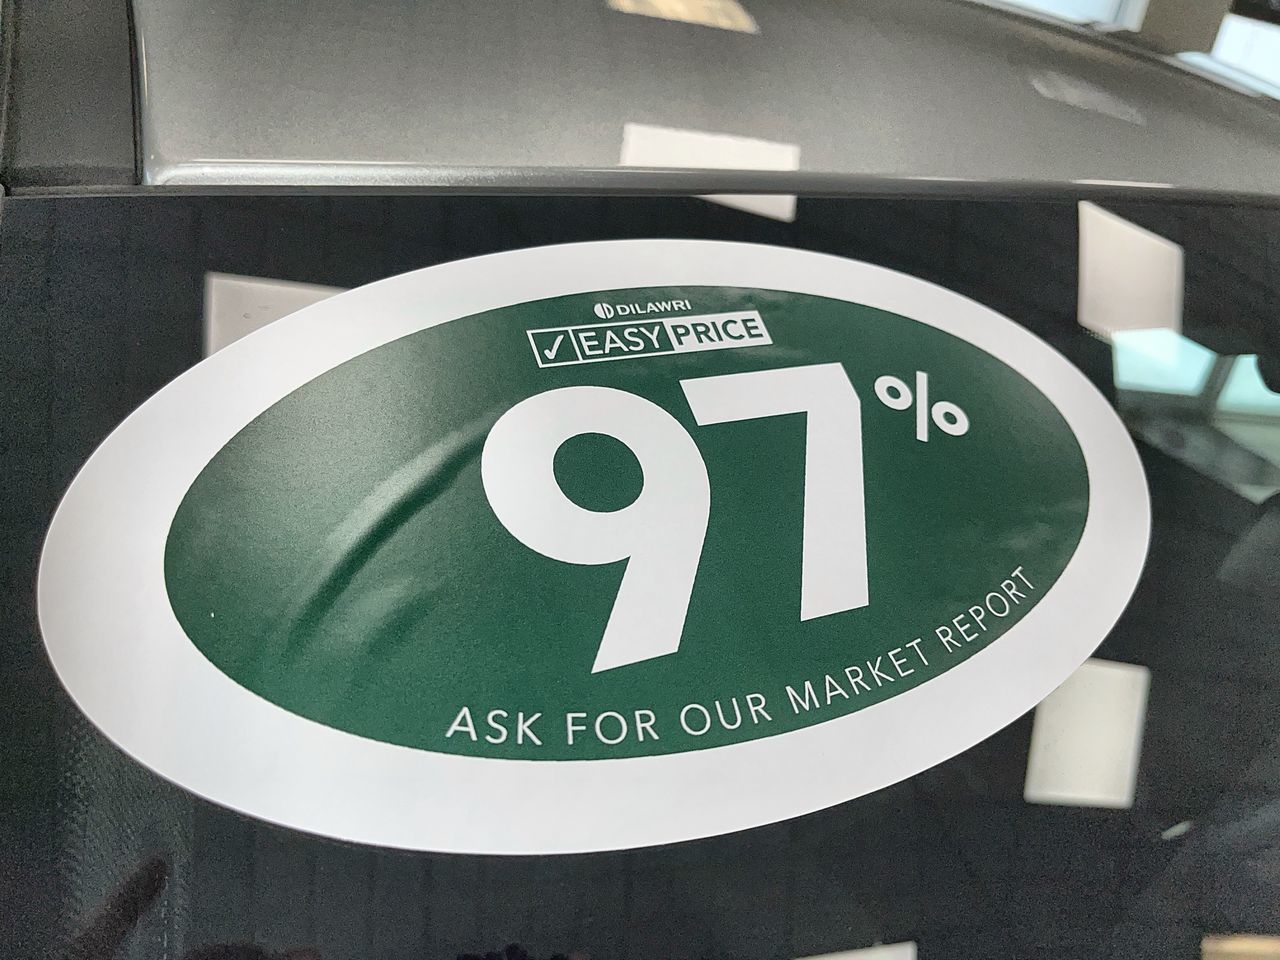 DILAWRI
✓ EASY PRICE
97%
ASK FOR OUR MARKET REPORT